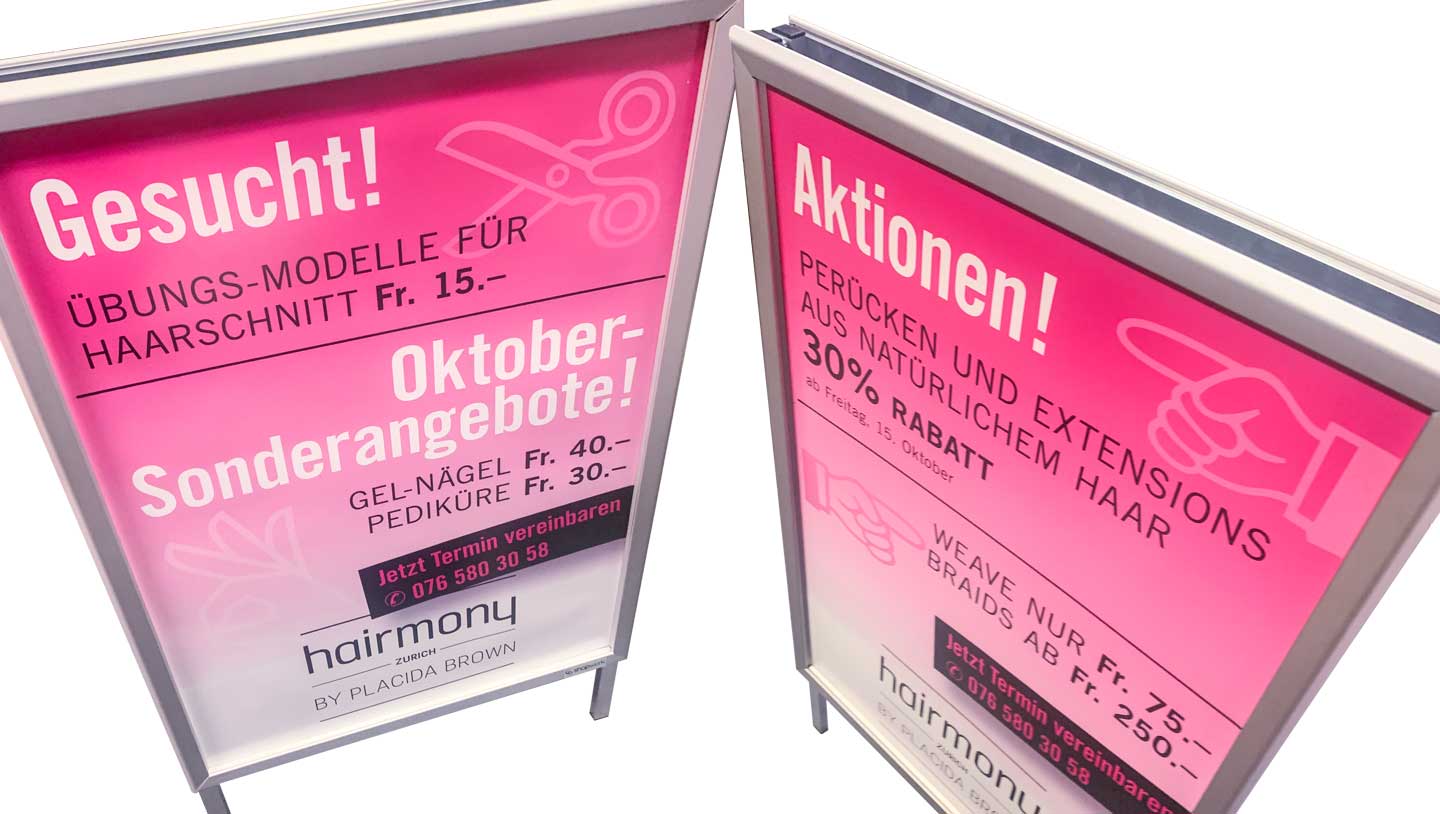 Gesucht!
ÜBUNGS-MODELLE FÜR
HAARSCHNITT Fr. 15.–
Oktober-
Sonderangebote!
GEL-NÄGEL Fr. 40.–
PEDIKÜRE Fr. 30.–
Jetzt Termin vereinbaren
✆ 076 580 30 58
hairmony
ZURICH
BY PLACIDA BROWN
Aktionen!
PERÜCKEN UND EXTENSIONS
AUS NATÜRLICHEM HAAR
30% RABATT
ab Freitag, 15. Oktober
WEAVE NUR Fr. 75.–
BRAIDS AB Fr. 250.–
Jetzt Termin vereinbaren
✆ 076 580 30 58
hairmony
ZURICH
BY PLACIDA BRO